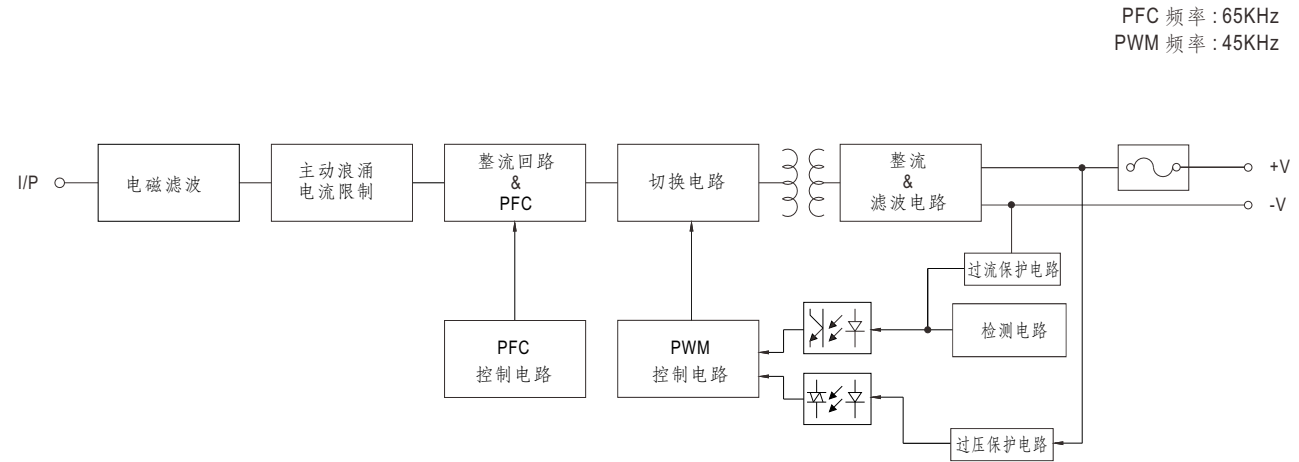 PFC 频率 : 65KHz
PWM 频率 : 45KHz
I/P
电磁滤波
主动浪涌
电流限制
整流回路
&
PFC
切换电路
整流
&
滤波电路
+V
-V
过流保护电路
检测电路
PFC
控制电路
PWM
控制电路
过压保护电路